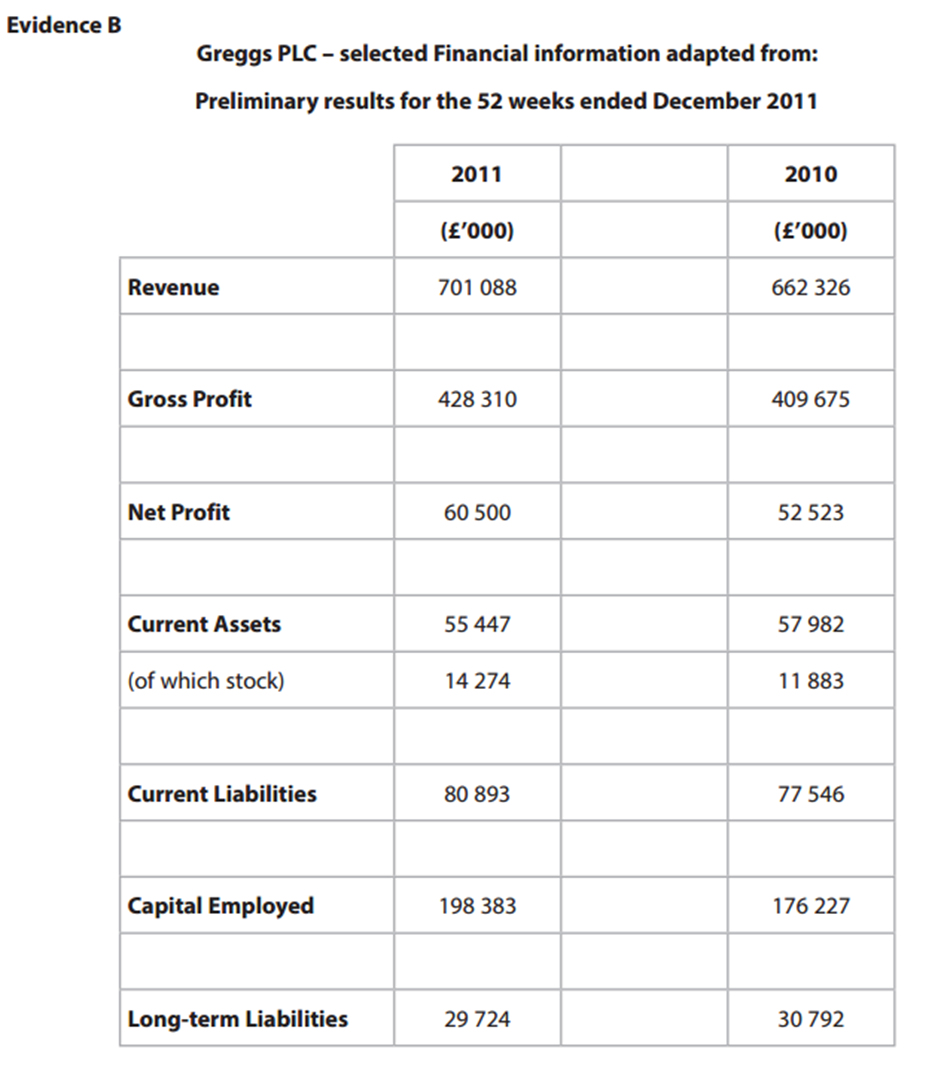 Evidence B
Greggs PLC – selected Financial information adapted from:
Preliminary results for the 52 weeks ended December 2011
2011 2010
(£’000) (£’000)
Revenue 701 088 662 326
Gross Profit 428 310 409 675
Net Profit 60 500 52 523
Current Assets 55 447 57 982
(of which stock) 14 274 11 883
Current Liabilities 80 893 77 546
Capital Employed 198 383 176 227
Long-term Liabilities 29 724 30 792